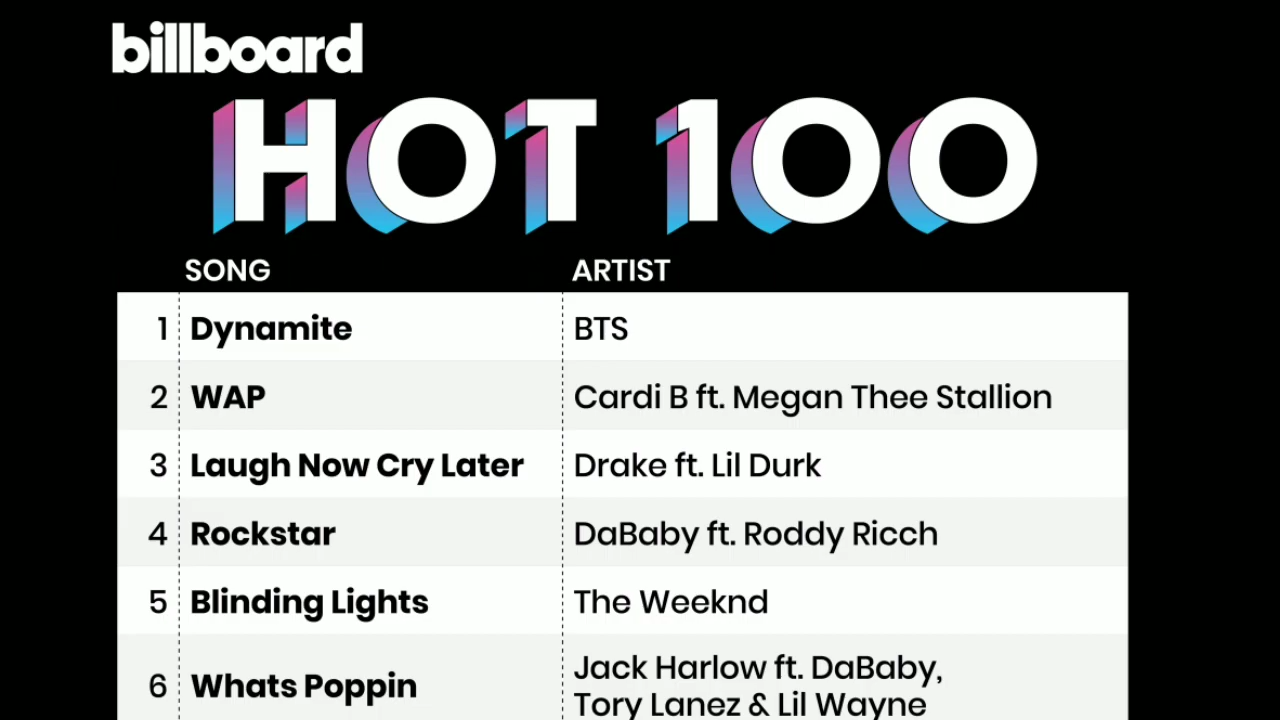 billboard
HOT 100
SONG ARTIST
1 Dynamite BTS
2 WAP Cardi B ft. Megan Thee Stallion
3 Laugh Now Cry Later Drake ft. Lil Durk
4 Rockstar DaBaby ft. Roddy Ricch
5 Blinding Lights The Weeknd
6 Whats Poppin Jack Harlow ft. DaBaby,
Tory Lanez & Lil Wayne